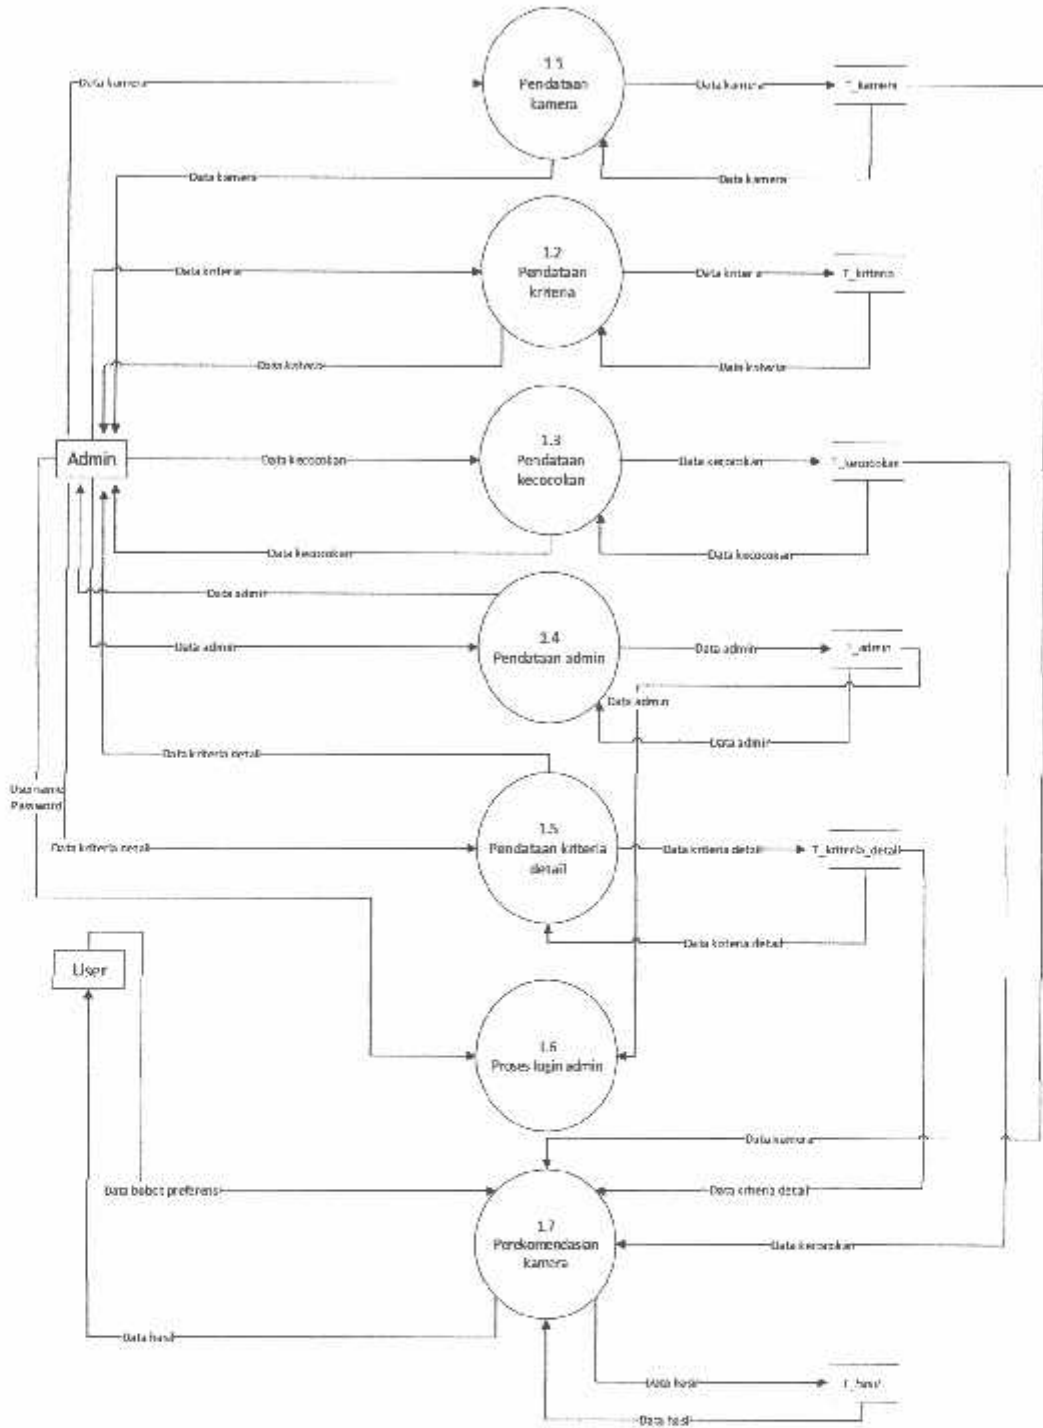 1.1
Pendataan
kamera
Data kamera
Data kamera
T_kamera
Data kamera
Data kamera
1.2
Pendataan
kriteria
Data kriteria
Data kriteria
T_kriteria
Data kriteria
Data kriteria
1.3
Pendataan
kecocokan
Admin
Data kecocokan
Data kecocokan
T_kecocokan
Data kecocokan
Data kecocokan
Data admin
1.4
Pendataan admin
Data admin
Data admin
T_admin
Data admin
Data admin
Data kriteria detail
Username
Password
1.5
Pendataan kriteria
detail
Data kriteria detail
Data kriteria detail
T_kriteria_detail
Data kriteria detail
User
1.6
Proses login admin
Data kamera
Data bobot preferensi
Data kriteria detail
1.7
Perekomendasian
kamera
Data kecocokan
Data hasil
Data hasil
T_hasil
Data hasil